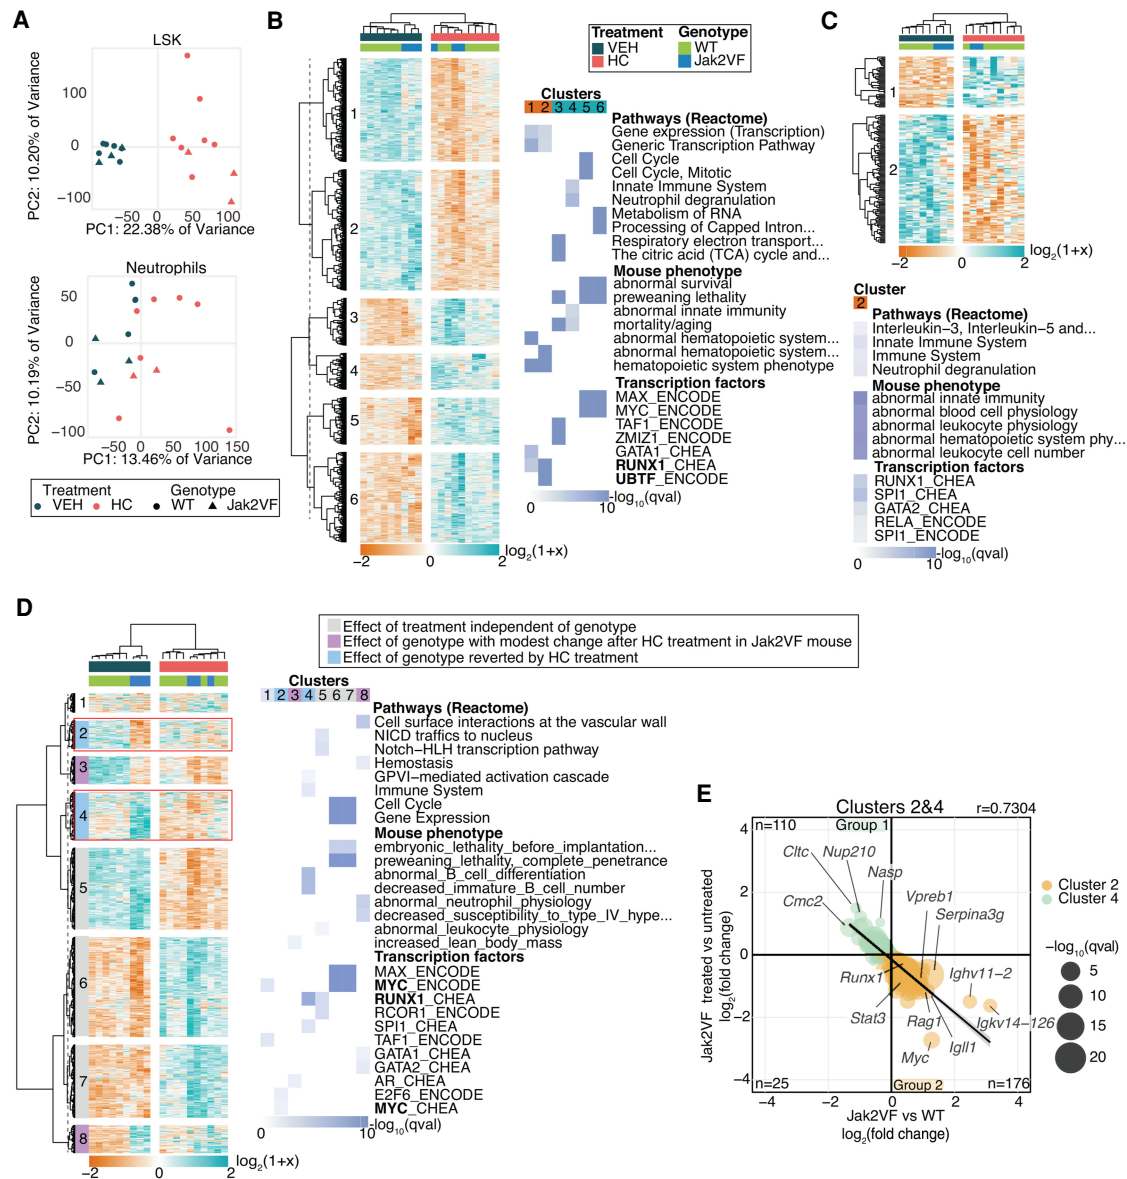 A
LSK
PC2: 10.20% of Variance
100
0
−100
−50 0 50 100
PC1: 22.38% of Variance
Neutrophils
PC2: 10.19% of Variance
50
0
−50
−100
−50 0 50 100 150
PC1: 13.46% of Variance
Treatment Genotype
VEH HC WT Jak2VF
B
Treatment Genotype
VEH WT
HC Jak2VF
1
2
3
4
5
6
−2 0 2
log2(1+x)
Clusters
1 2 3 4 5 6
Pathways (Reactome)
Gene expression (Transcription)
Generic Transcription Pathway
Cell Cycle
Cell Cycle, Mitotic
Innate Immune System
Neutrophil degranulation
Metabolism of RNA
Processing of Capped Intron...
Respiratory electron transport...
The citric acid (TCA) cycle and...
Mouse phenotype
abnormal survival
preweaning lethality
abnormal innate immunity
mortality/aging
abnormal hematopoietic system...
abnormal hematopoietic system...
hematopoietic system phenotype
Transcription factors
MAX_ENCODE
MYC_ENCODE
TAF1_ENCODE
ZMIZ1_ENCODE
GATA1_CHEA
RUNX1_CHEA
UBTF_ENCODE
-log10(qval)
0 10
C
1
2
log2(1+x)
−2 0 2
Cluster
2
Pathways (Reactome)
Interleukin−3, Interleukin−5 and...
Innate Immune System
Immune System
Neutrophil degranulation
Mouse phenotype
abnormal innate immunity
abnormal blood cell physiology
abnormal leukocyte physiology
abnormal hematopoietic system phy...
abnormal leukocyte cell number
Transcription factors
RUNX1_CHEA
SPI1_CHEA
GATA2_CHEA
RELA_ENCODE
SPI1_ENCODE
-log10(qval)
0 10
D
Effect of treatment independent of genotype
Effect of genotype with modest change after HC treatment in Jak2VF mouse
Effect of genotype reverted by HC treatment
1
2
3
4
5
6
7
8
log2(1+x)
−2 0 2
Clusters
1 2 3 4 5 6 7 8
Pathways (Reactome)
Cell surface interactions at the vascular wall
NICD traffics to nucleus
Notch−HLH transcription pathway
Hemostasis
GPVI−mediated activation cascade
Immune System
Cell Cycle
Gene Expression
Mouse phenotype
embryonic_lethality_before_implantation...
preweaning_lethality,_complete_penetrance
abnormal_B_cell_differentiation
decreased_immature_B_cell_number
abnormal_neutrophil_physiology
decreased_susceptibility_to_type_IV_hype...
abnormal_leukocyte_physiology
increased_lean_body_mass
Transcription factors
MAX_ENCODE
MYC_ENCODE
RUNX1_CHEA
RCOR1_ENCODE
SPI1_CHEA
TAF1_ENCODE
GATA1_CHEA
GATA2_CHEA
AR_CHEA
E2F6_ENCODE
MYC_CHEA
-log10(qval)
0 10
E
Clusters 2&4 r=0.7304
n=110 Group 1
Cltc Nup210
Nasp
Cmc2
Vpreb1
Serpina3g
Runx1
Ighv11−2
Stat3 Rag1
Igkv14−126
Igll1
Myc
n=25 Group 2 n=176
4
2
0
−2
−4
−4 −2 0 2 4
Jak2VF treated vs untreated
log2(fold change)
Jak2VF vs WT
log2(fold change)
Cluster 2
Cluster 4
−log10(qval)
5
10
15
20